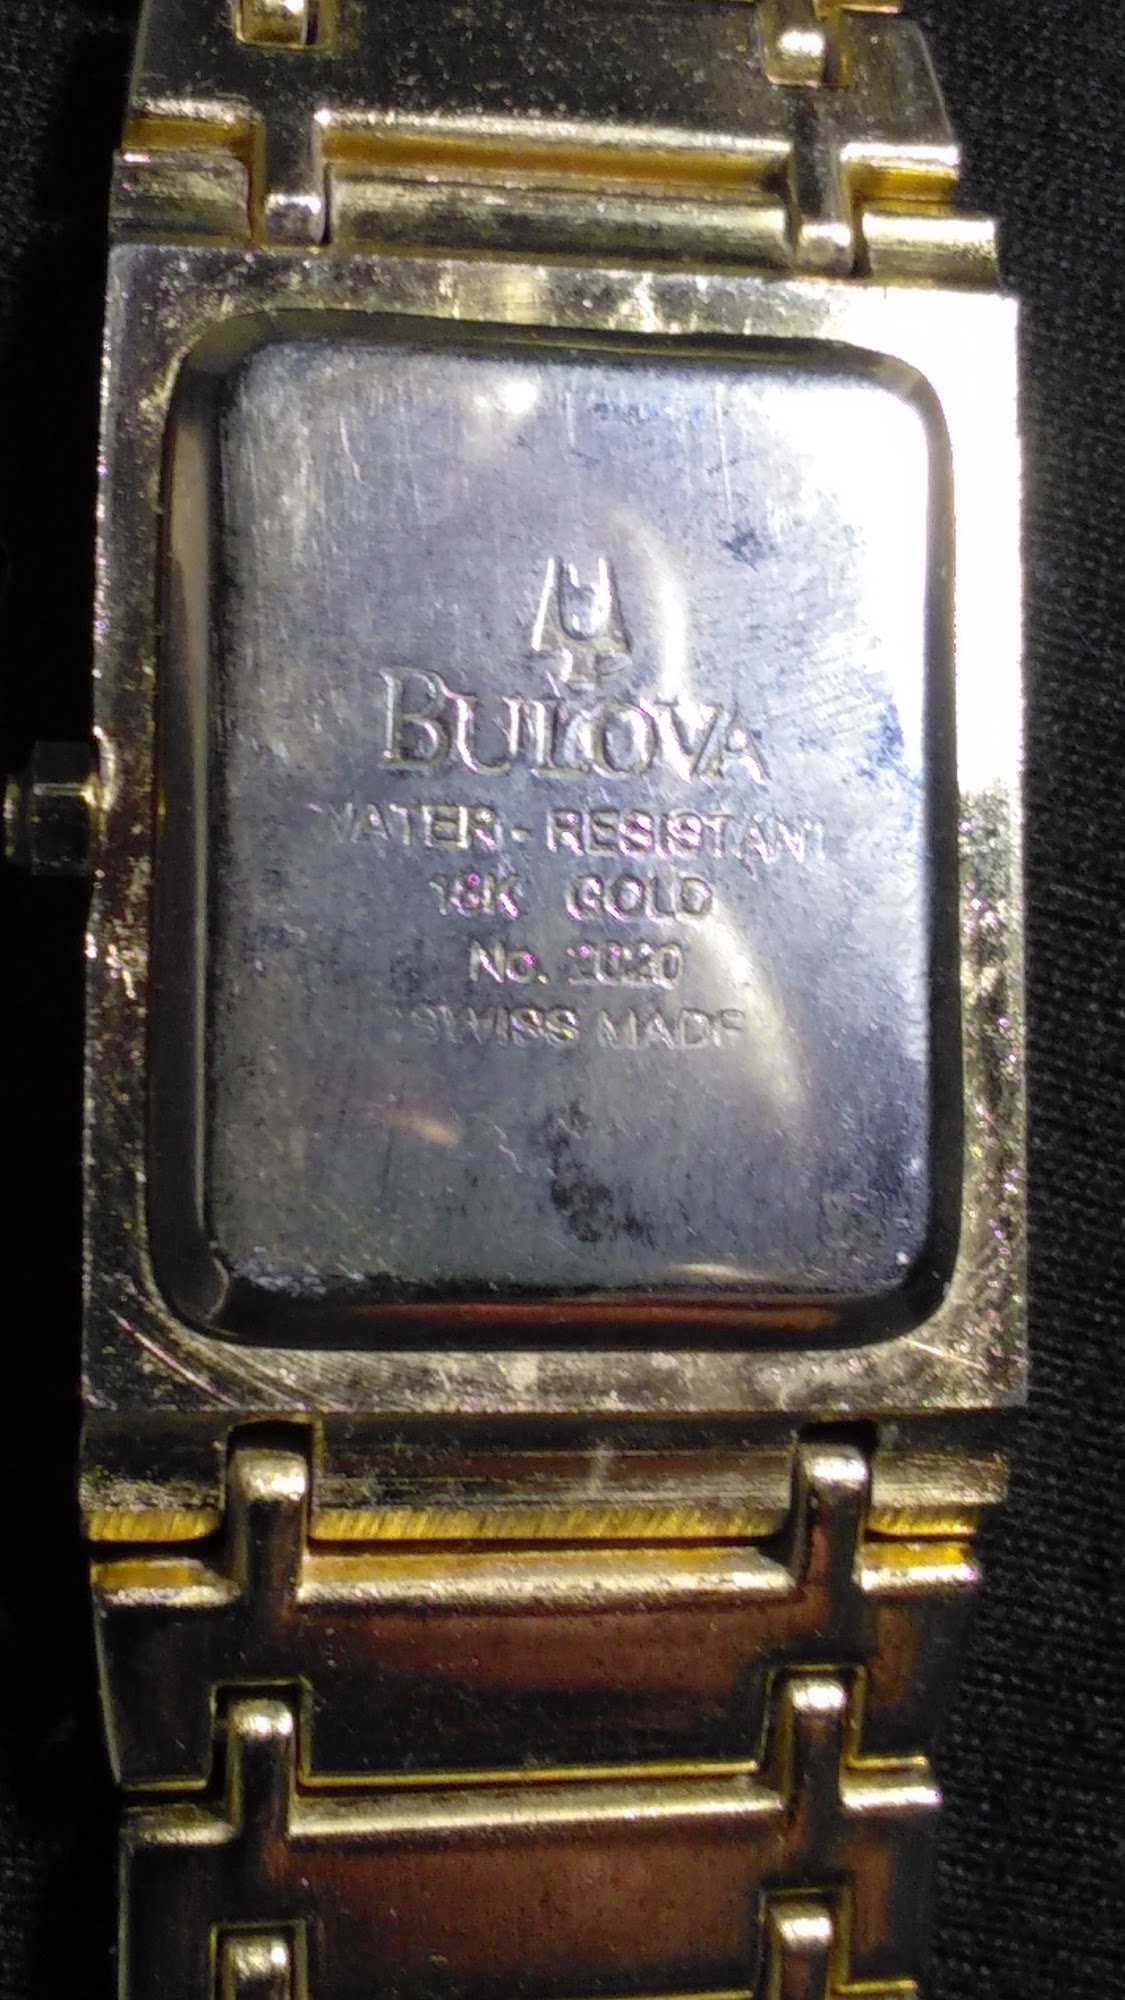 BULOVA
WATER-RESISTANT
18K GOLD
No. 2020
SWISS MADE